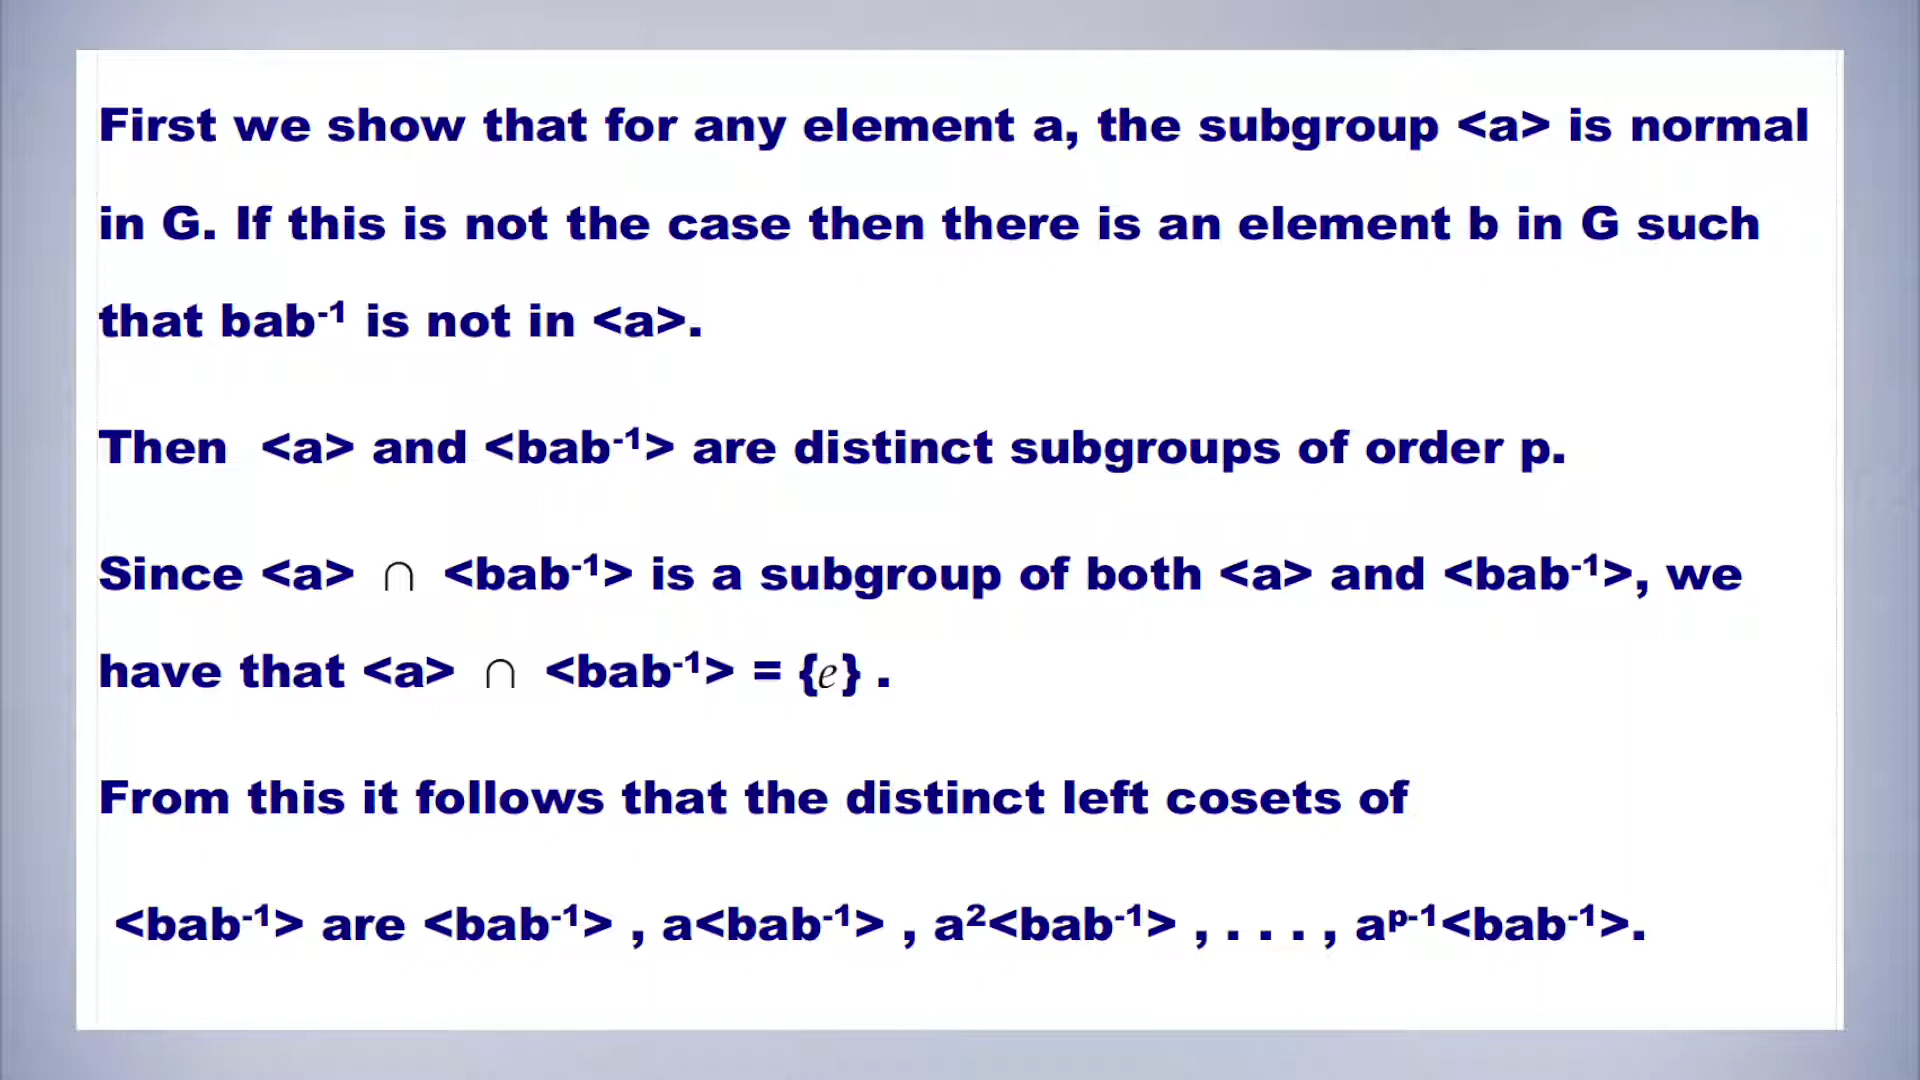 First we show that for any element a, the subgroup <a> is normal
in G. If this is not the case then there is an element b in G such
that bab⁻¹ is not in <a>.
Then <a> and <bab⁻¹> are distinct subgroups of order p.
Since <a> ∩ <bab⁻¹> is a subgroup of both <a> and <bab⁻¹>, we
have that <a> ∩ <bab⁻¹> = {e} .
From this it follows that the distinct left cosets of
<bab⁻¹> are <bab⁻¹> , a<bab⁻¹> , a²<bab⁻¹> , . . . , aᵖ⁻¹<bab⁻¹>.